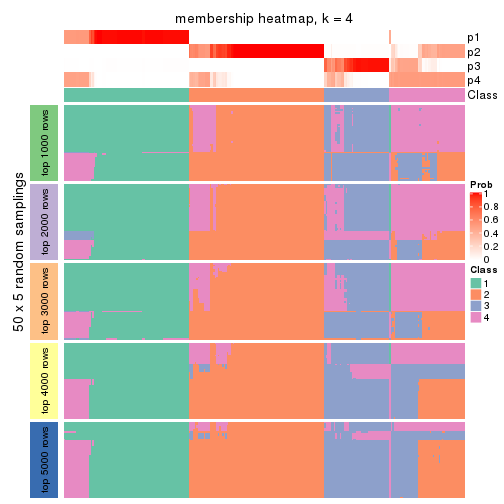 membership heatmap, k = 4
p1
p2
p3
p4
Class
50 x 5 random samplings
top 1000 rows
top 2000 rows
top 3000 rows
top 4000 rows
top 5000 rows
Prob
1
0.8
0.6
0.4
0.2
0
Class
1
2
3
4